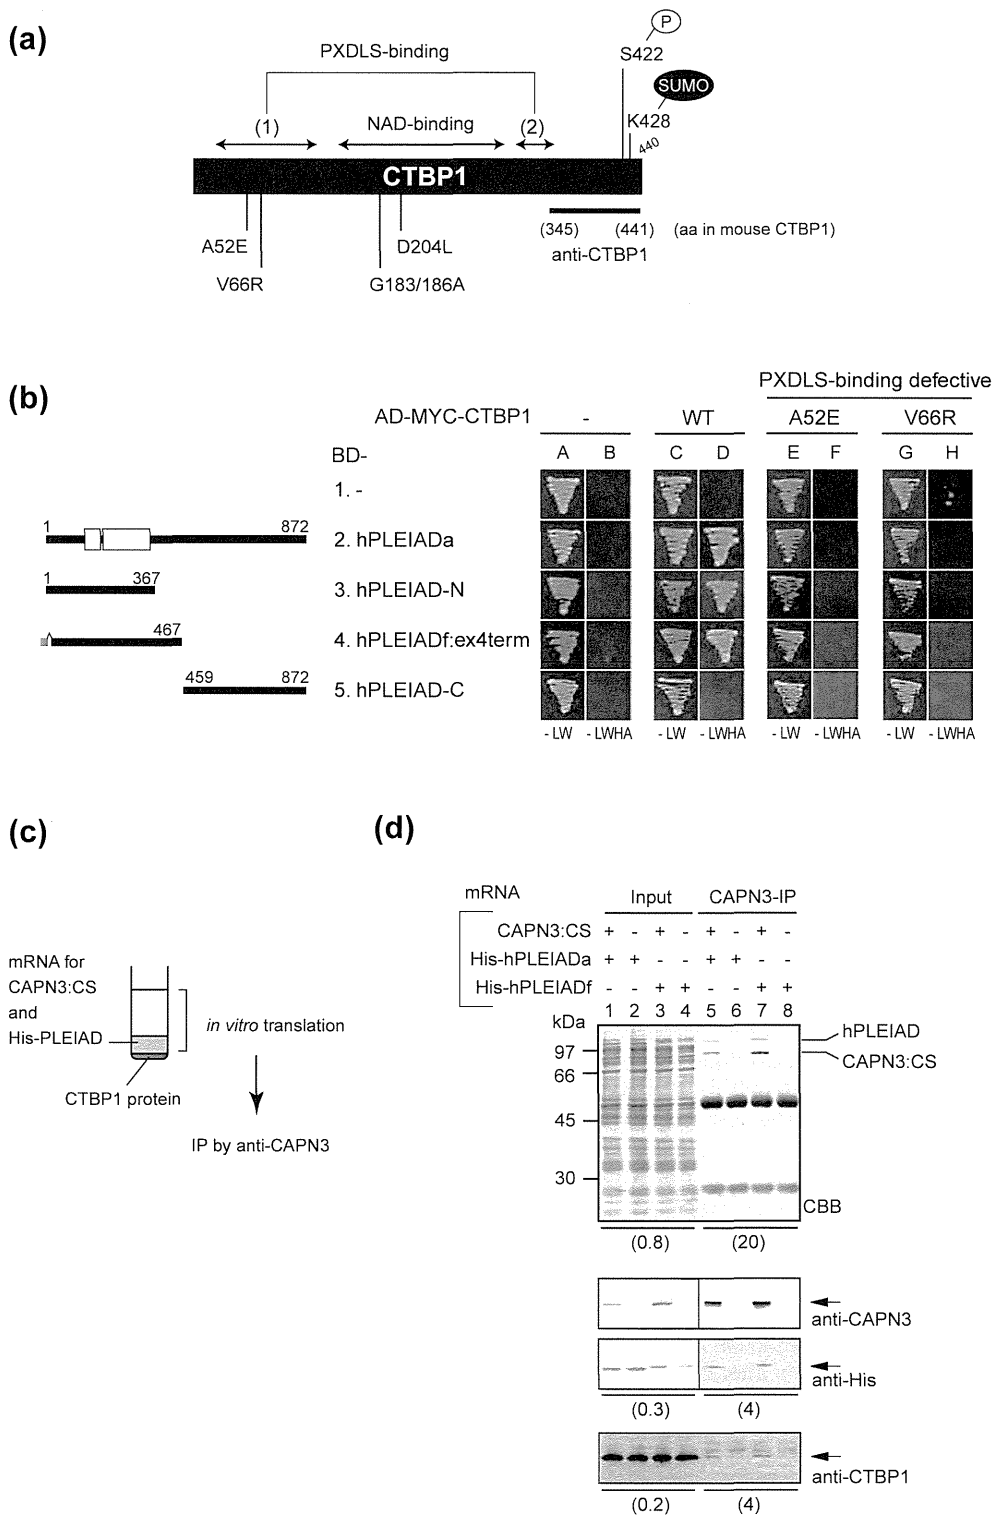 (a)
P
S422
PXDLS-binding
SUMO
K428
(1) NAD-binding (2)
440
CTBP1
A52E
D204L
(345) (441) (aa in mouse CTBP1)
anti-CTBP1
V66R
G183/186A
(b)
PXDLS-binding defective
AD-MYC-CTBP1 - WT A52E V66R
BD- A B C D E F G H
1. -
1 872
2. hPLEIADa
1 367
3. hPLEIAD-N
467
4. hPLEIADf:ex4term
459 872
5. hPLEIAD-C
- LW - LWHA - LW - LWHA - LW - LWHA - LW - LWHA
(c)
mRNA for
CAPN3:CS
and
His-PLEIAD
in vitro translation
CTBP1 protein
IP by anti-CAPN3
(d)
mRNA Input CAPN3-IP
CAPN3:CS + - + - + - + -
His-hPLEIADa + + - - + + - -
His-hPLEIADf - - + + - - + +
1 2 3 4 5 6 7 8
kDa
hPLEIAD
97
CAPN3:CS
66
45
30
CBB
(0.8) (20)
anti-CAPN3
anti-His
(0.3) (4)
anti-CTBP1
(0.2) (4)